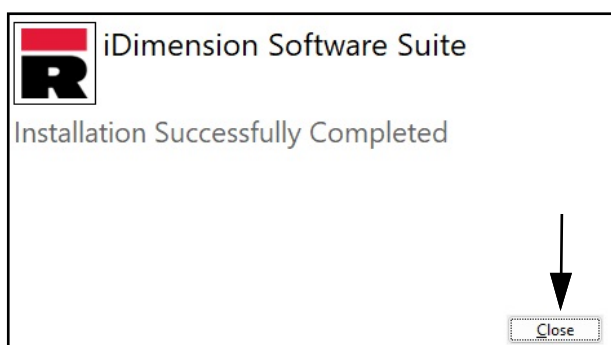 R
iDimension Software Suite
Installation Successfully Completed
Close